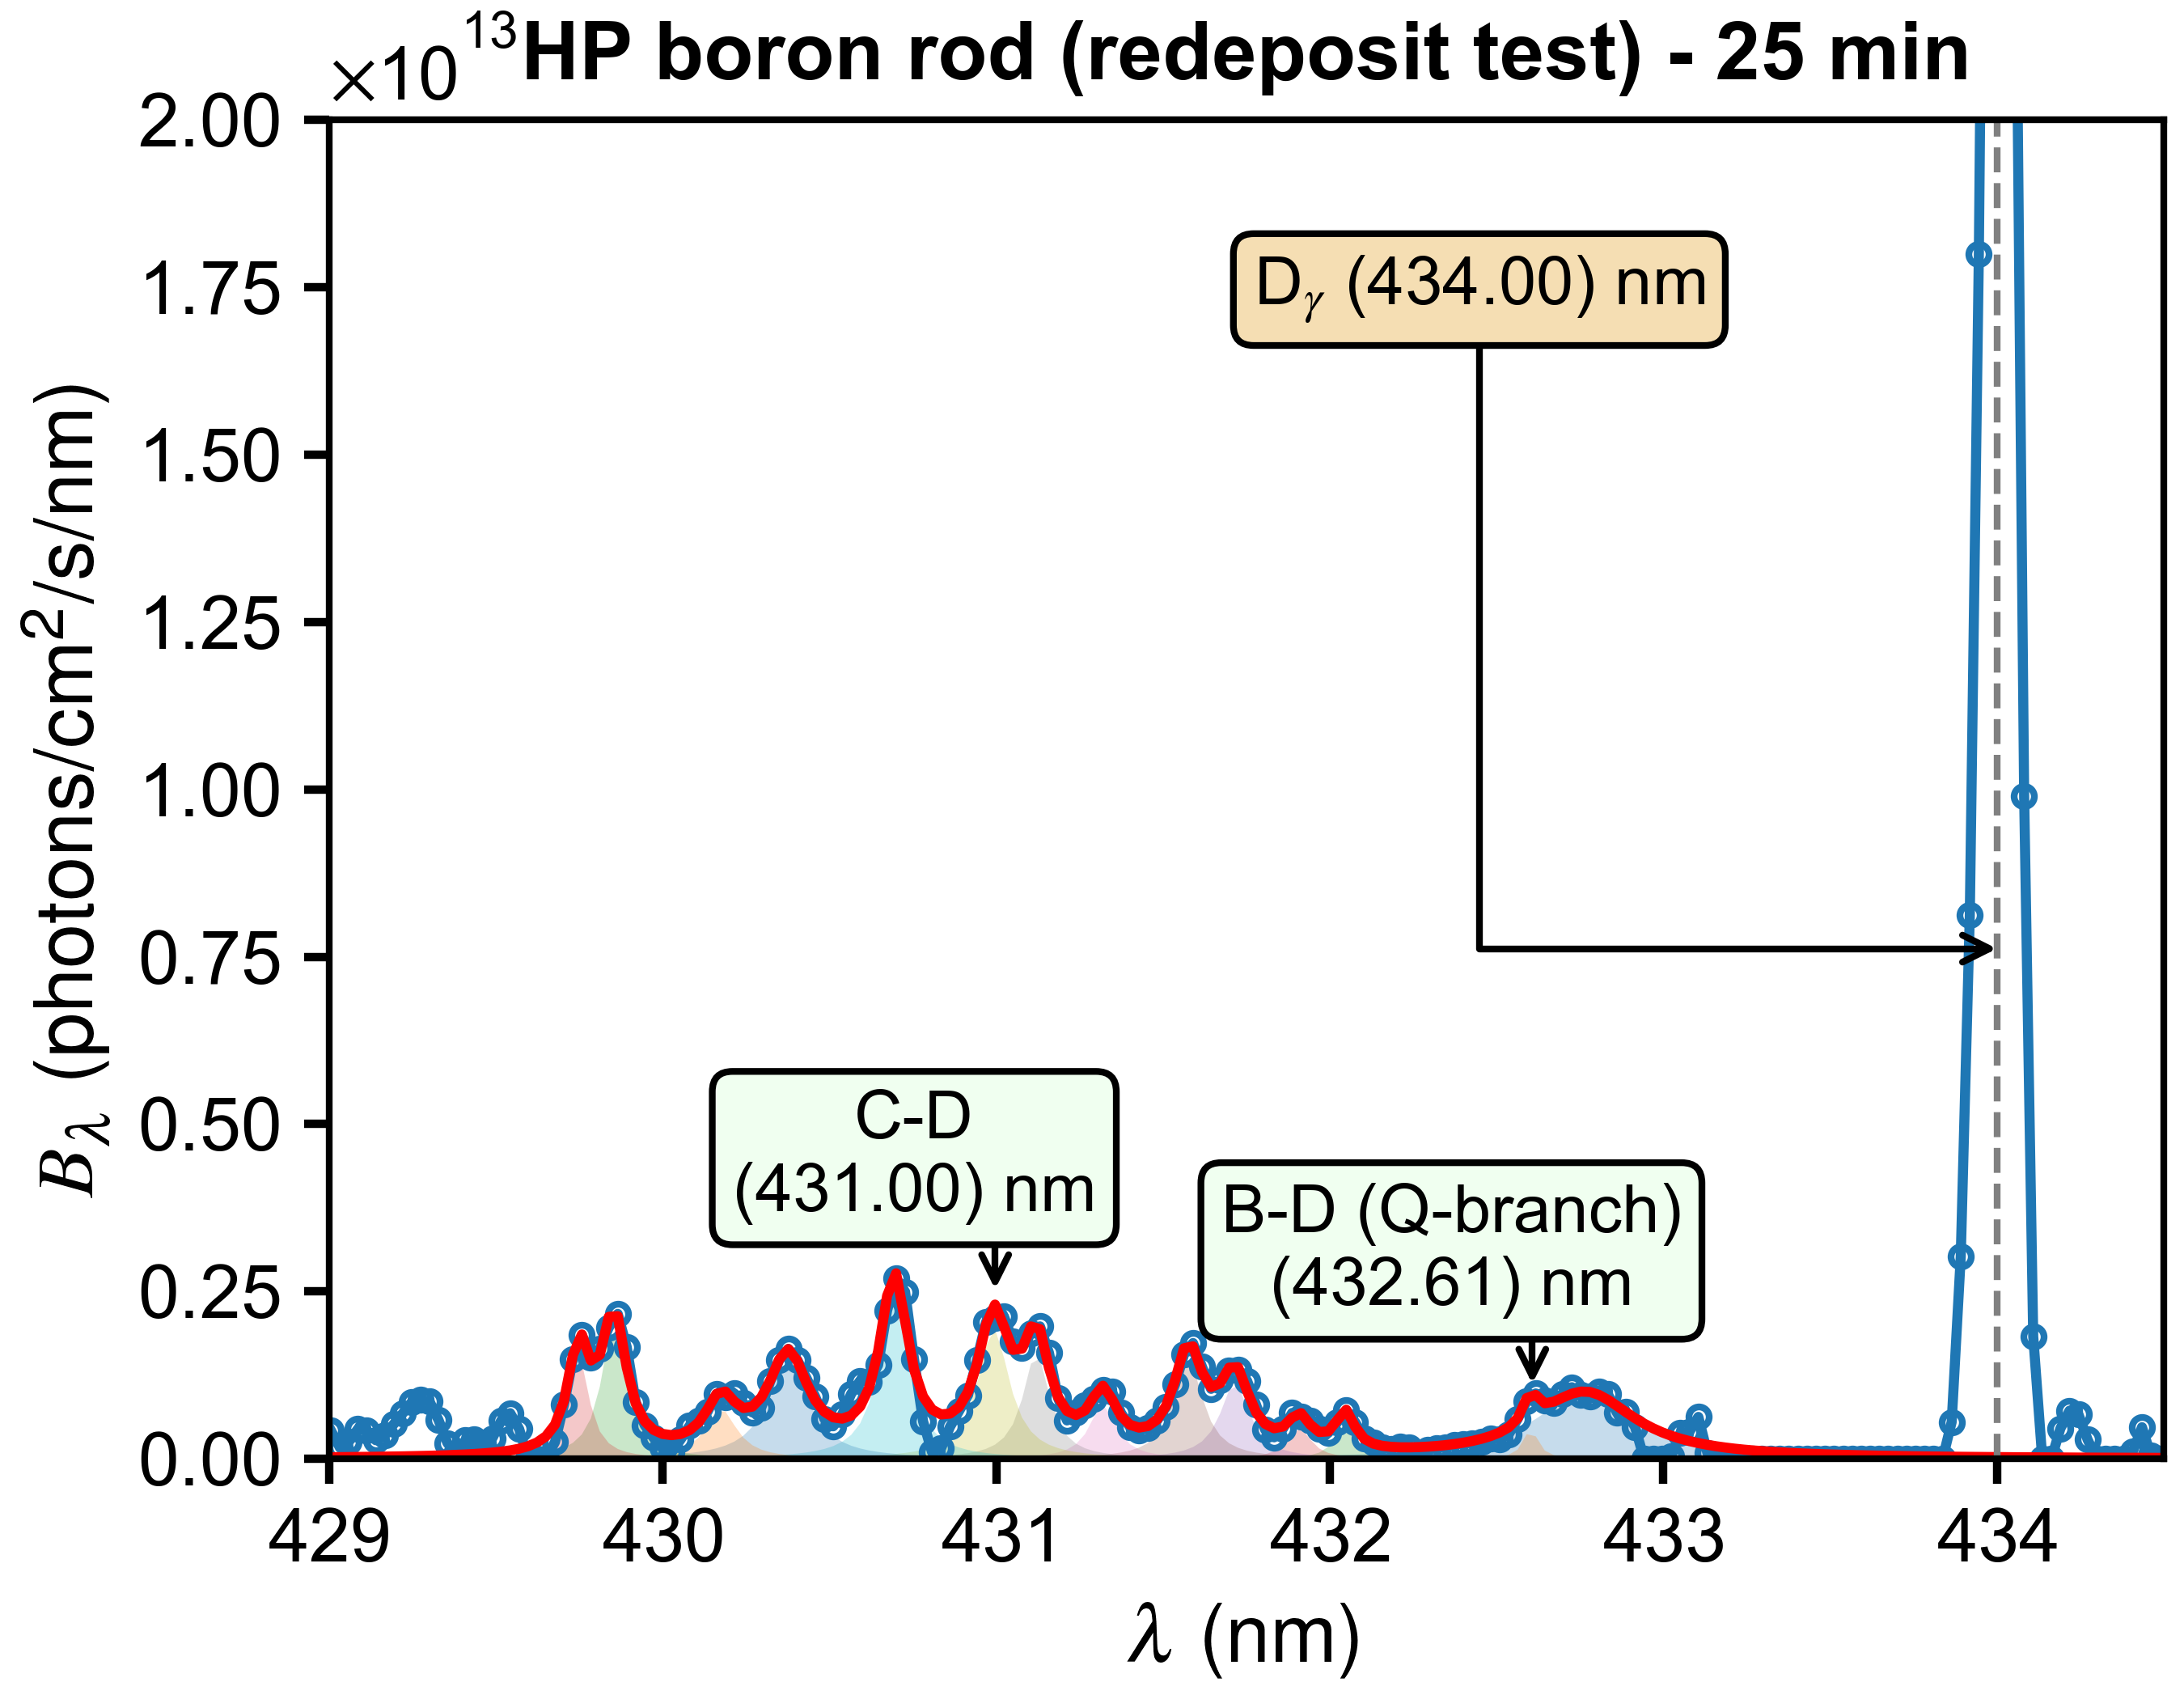 ×10¹³ HP boron rod (redeposit test) - 25 min
2.00
1.75
1.50
1.25
1.00
0.75
0.50
0.25
0.00
B_λ (photons/cm²/s/nm)
D_γ (434.00) nm
C-D
(431.00) nm
B-D (Q-branch)
(432.61) nm
429 430 431 432 433 434
λ (nm)